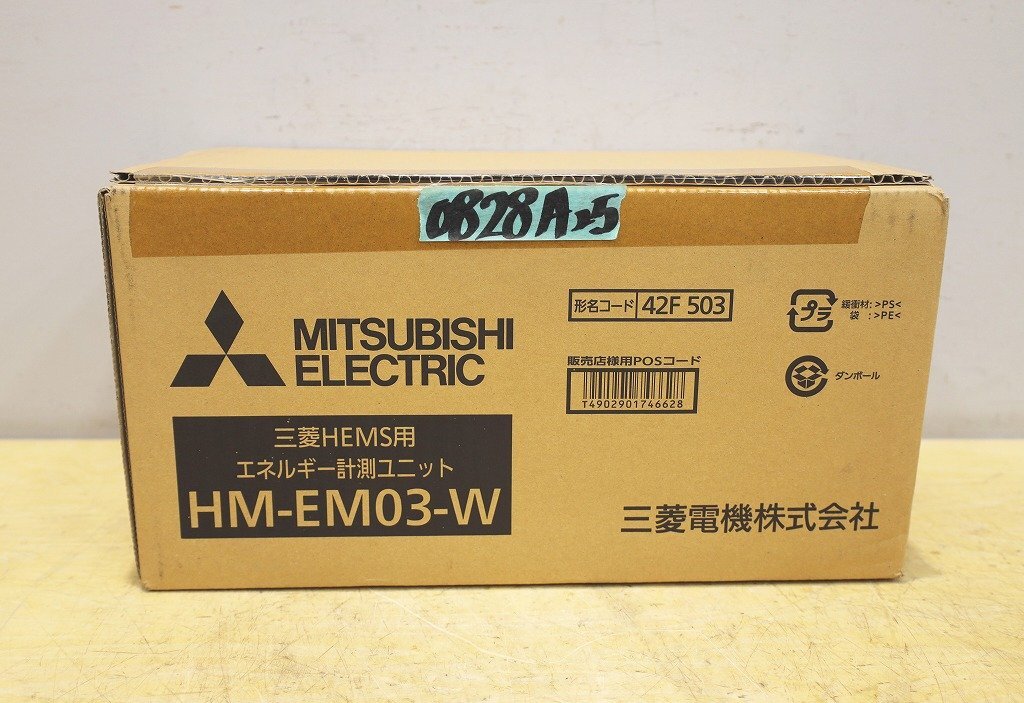 0828A25
MITSUBISHI
ELECTRIC
三菱HEMS用
エネルギー計測ユニット
HM-EM03-W
形名コード 42F 503
販売店様用POSコード
T4902901746628
プラ
緩衝材: >PS<
袋 : >PE<
ダンボール
三菱電機株式会社